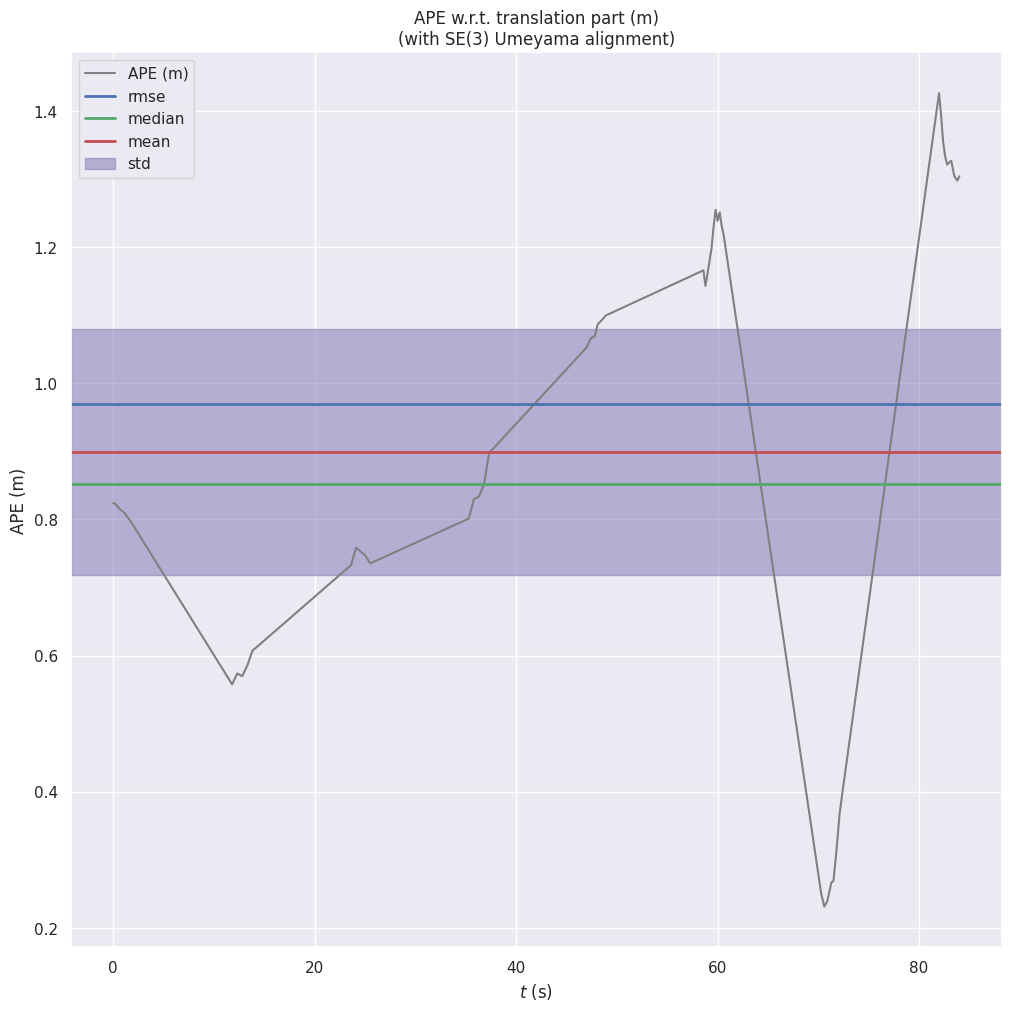 APE w.r.t. translation part (m)
(with SE(3) Umeyama alignment)
APE (m)
rmse
median
mean
std
APE (m)
1.4
1.2
1.0
0.8
0.6
0.4
0.2
0 20 40 60 80
t (s)